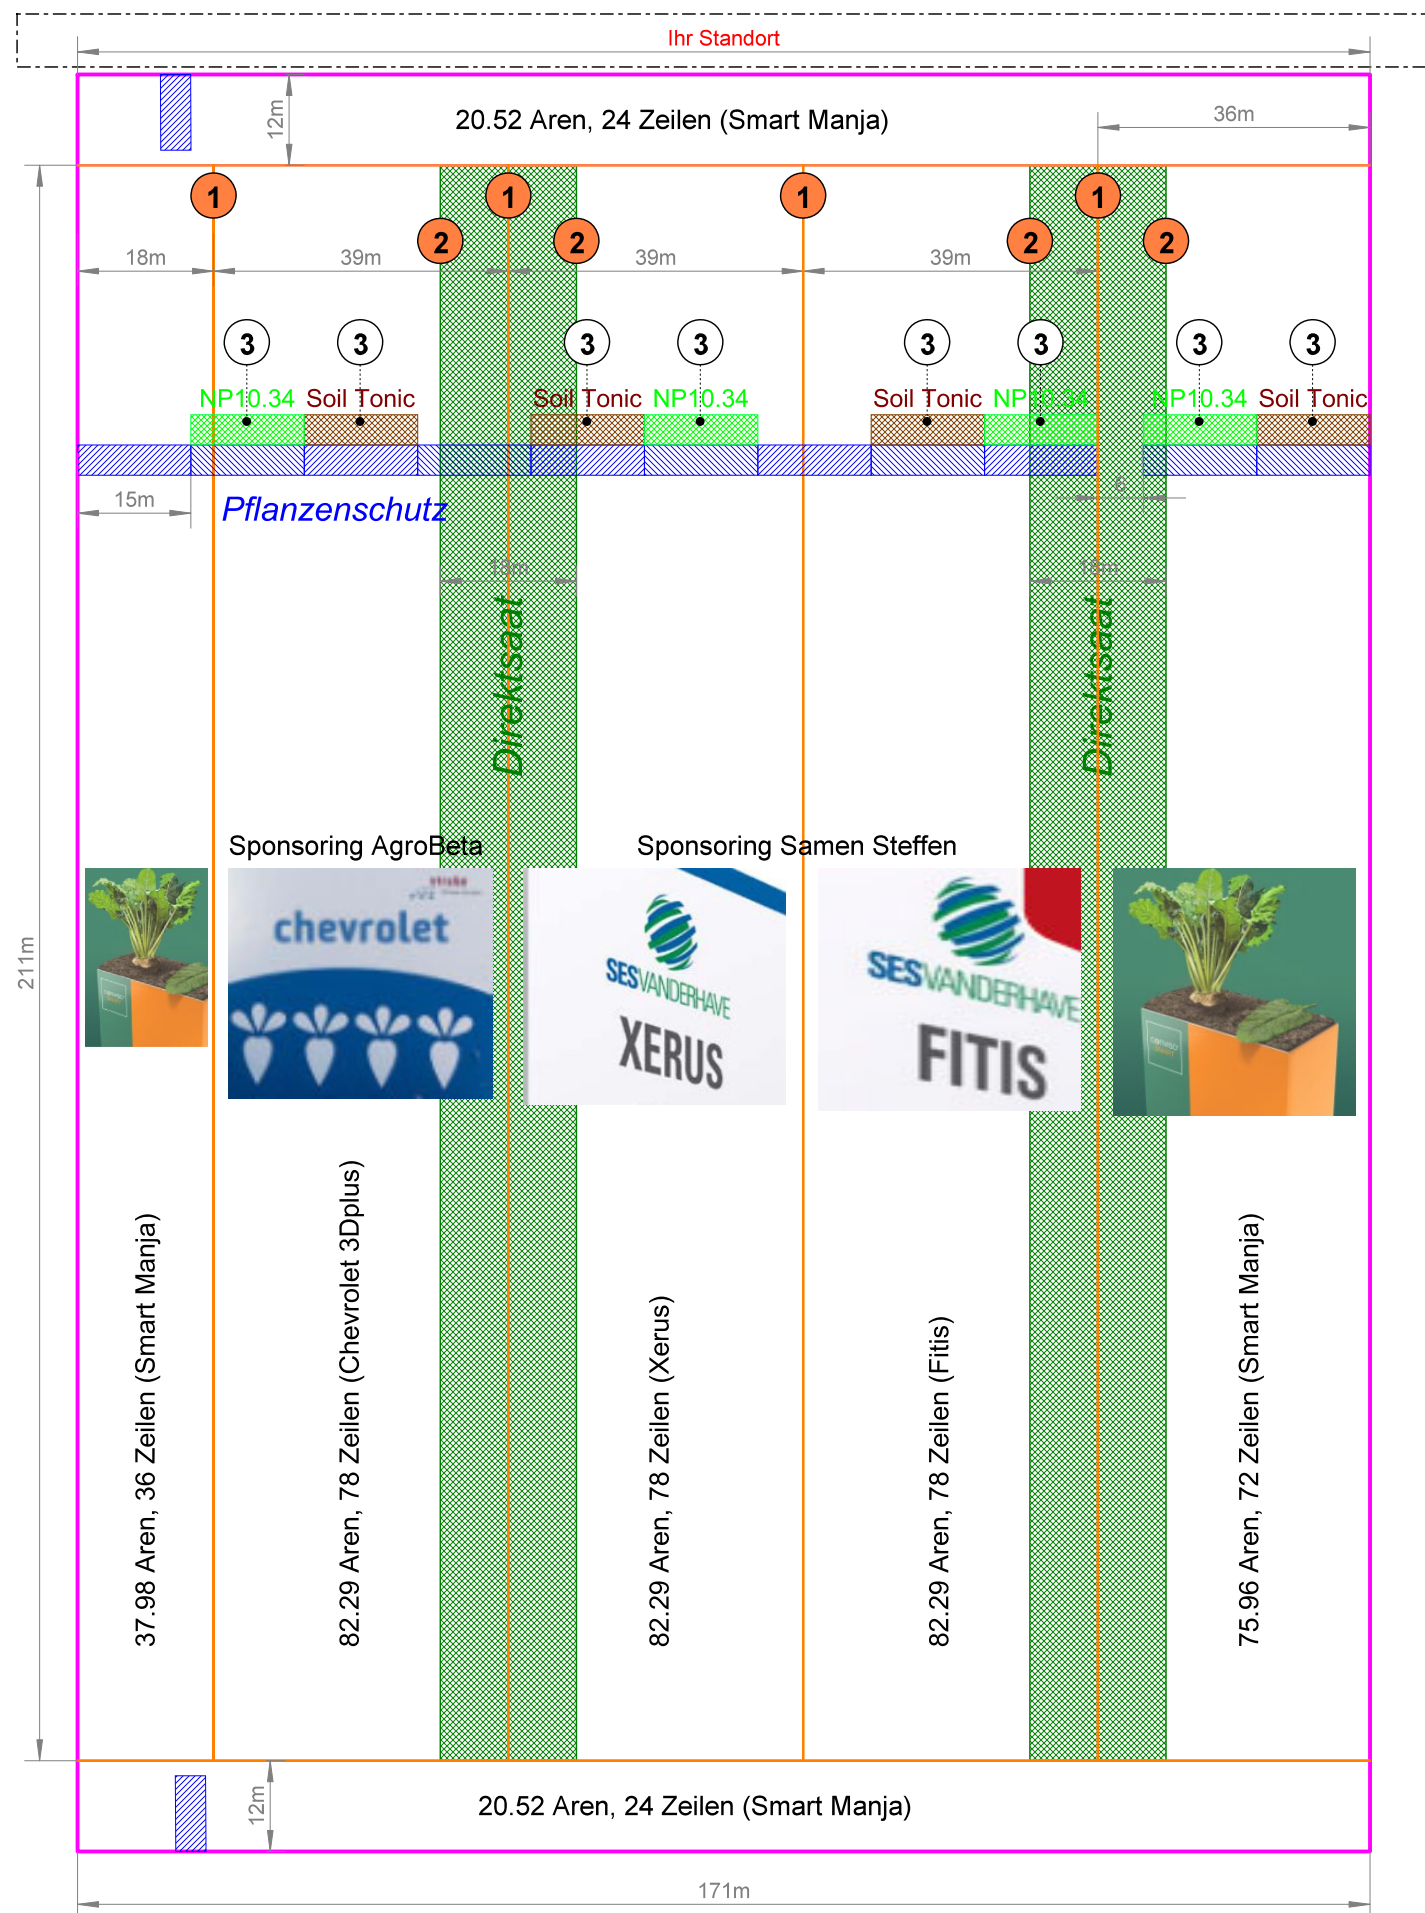 Ihr Standort
12m
20.52 Aren, 24 Zeilen (Smart Manja)
36m
1
1
1
1
2
2
2
2
18m
39m
39m
39m
3
3
3
3
3
3
3
3
NP10.34
Soil Tonic
Soil Tonic
NP10.34
Soil Tonic
NP10.34
NP10.34
Soil Tonic
15m
Pflanzenschutz
18m
18m
Direktsaat
Direktsaat
Sponsoring AgroBeta
Sponsoring Samen Steffen
chevrolet
SESVANDERHAVE
XERUS
SESVANDERHAVE
FITIS
211m
37.98 Aren, 36 Zeilen (Smart Manja)
82.29 Aren, 78 Zeilen (Chevrolet 3Dplus)
82.29 Aren, 78 Zeilen (Xerus)
82.29 Aren, 78 Zeilen (Fitis)
75.96 Aren, 72 Zeilen (Smart Manja)
12m
20.52 Aren, 24 Zeilen (Smart Manja)
171m